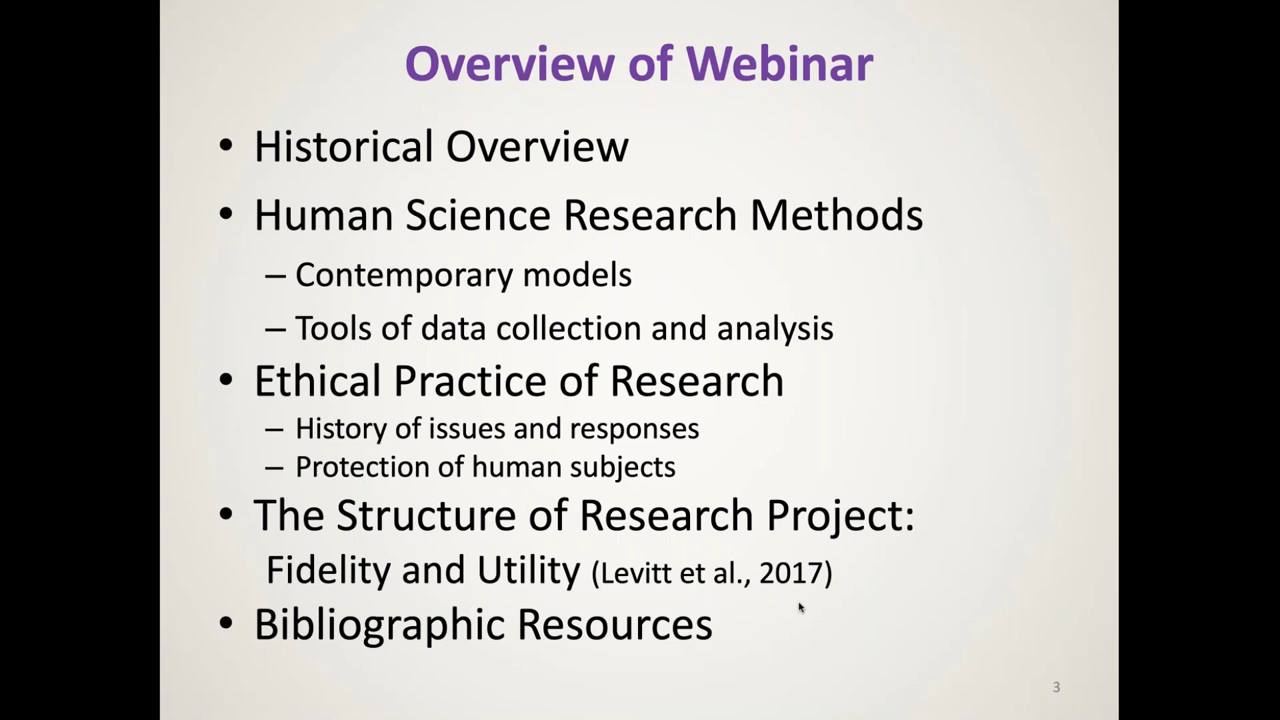 Overview of Webinar
• Historical Overview
• Human Science Research Methods
– Contemporary models
– Tools of data collection and analysis
• Ethical Practice of Research
– History of issues and responses
– Protection of human subjects
• The Structure of Research Project:
Fidelity and Utility (Levitt et al., 2017)
• Bibliographic Resources
3